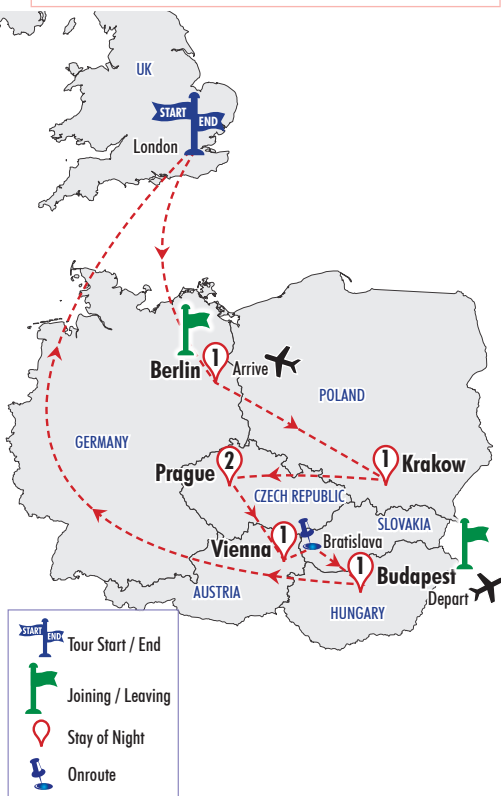 UK
START
END
London
Berlin
1
Arrive
POLAND
GERMANY
Prague
2
1
Krakow
CZECH REPUBLIC
SLOVAKIA
Vienna
1
Bratislava
1
Budapest
Depart
AUSTRIA
HUNGARY
START END Tour Start / End
Joining / Leaving
Stay of Night
Onroute